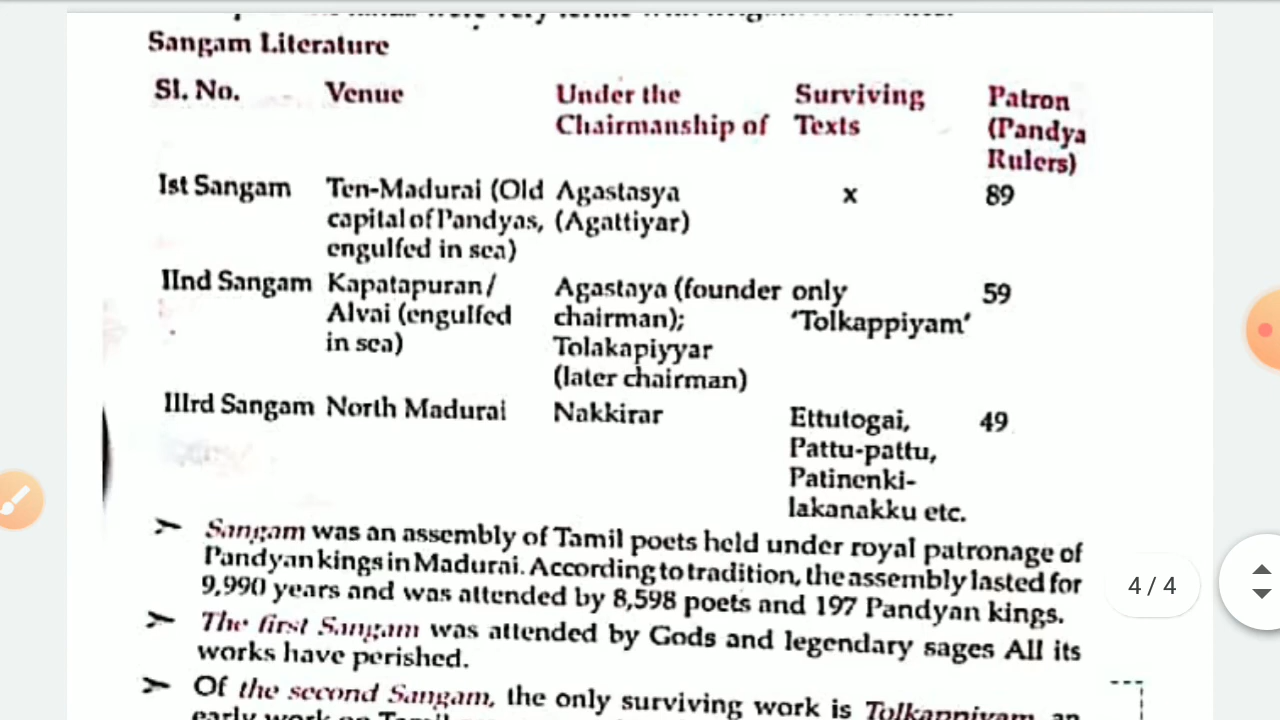 Sangam Literature
Sl. No. Venue Under the Chairmanship of Surviving Texts Patron (Pandya Rulers)
Ist Sangam Ten-Madurai (Old capital of Pandyas, engulfed in sea) Agastasya (Agattiyar) x 89
IInd Sangam Kapatapuran/ Alvai (engulfed in sea) Agastaya (founder chairman); Tolakapiyyar (later chairman) only 'Tolkappiyam' 59
IIIrd Sangam North Madurai Nakkirar Ettutogai, Pattu-pattu, Patinenki-lakanakku etc. 49
➢ Sangam was an assembly of Tamil poets held under royal patronage of
Pandyan kings in Madurai. According to tradition, the assembly lasted for
9,990 years and was attended by 8,598 poets and 197 Pandyan kings.
➢ The first Sangam was attended by Gods and legendary sages All its
works have perished.
➢ Of the second Sangam, the only surviving work is Tolkappiyam, an
early work on Tamil
4 / 4